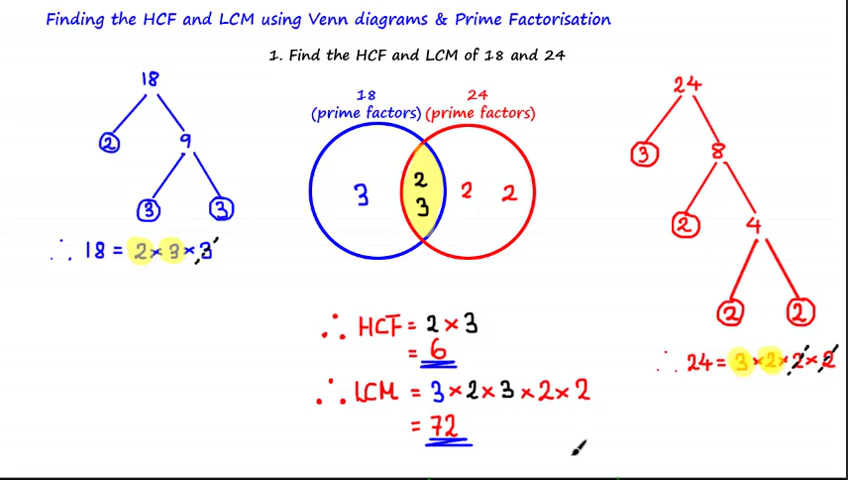 Finding the HCF and LCM using Venn diagrams & Prime Factorisation
1. Find the HCF and LCM of 18 and 24
18
2
9
3
3
∴ 18 = 2 × 3 × 3
18
(prime factors)
24
(prime factors)
3
2
3
2 2
24
3
8
2
4
2
2
∴ 24 = 3 × 2 × 2 × 2
∴ HCF = 2 × 3
= 6
∴ LCM = 3 × 2 × 3 × 2 × 2
= 72